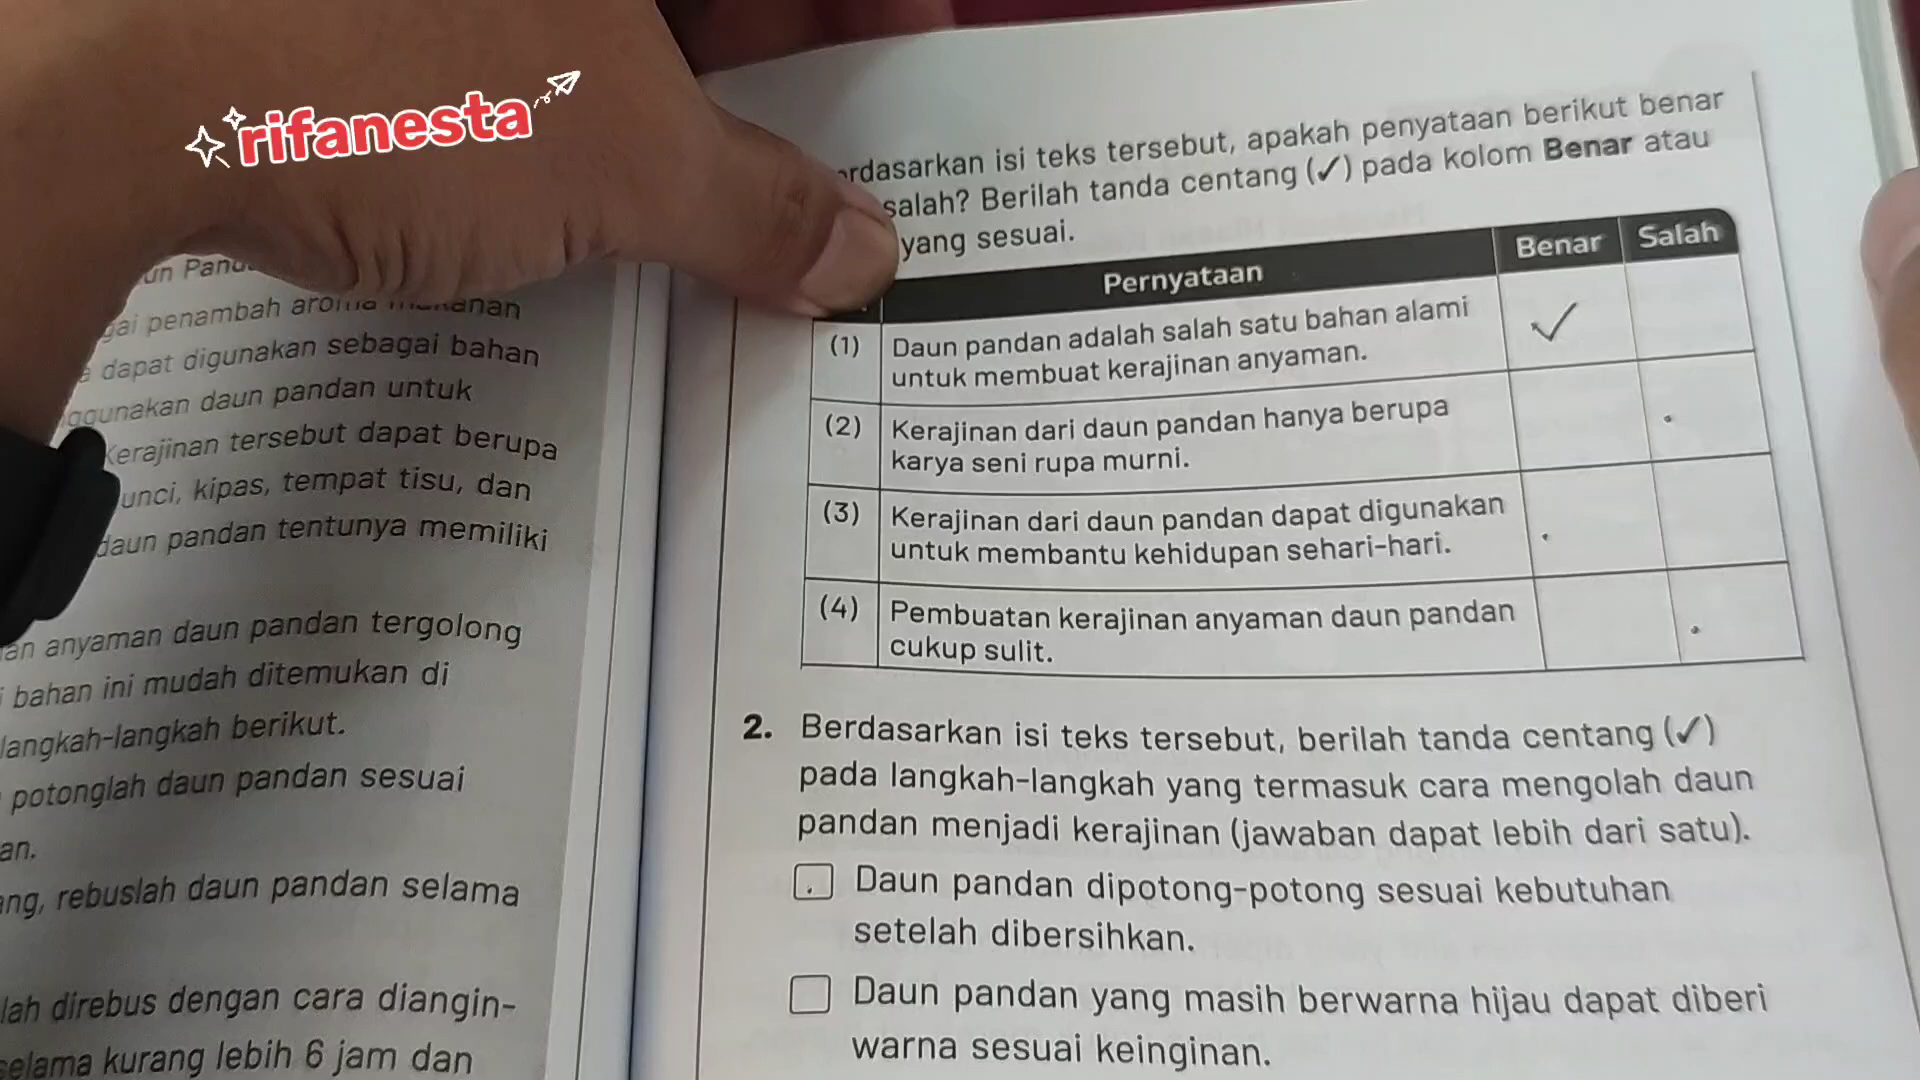 rifanesta
penambah aroma
dapat digunakan sebagai bahan
daun pandan untuk
Kerajinan tersebut dapat berupa
kipas, tempat tisu, dan
daun pandan tentunya memiliki
anyaman daun pandan tergolong
bahan ini mudah ditemukan di
langkah-langkah berikut.
potonglah daun pandan sesuai
an.
rebuslah daun pandan selama
direbus dengan cara diangin-
selama kurang lebih 6 jam dan
isi teks tersebut, apakah penyataan berikut benar
salah? Berilah tanda centang (✓) pada kolom Benar atau
yang sesuai.
Pernyataan Benar Salah
(1) Daun pandan adalah salah satu bahan alami
untuk membuat kerajinan anyaman. ✓
(2) Kerajinan dari daun pandan hanya berupa
karya seni rupa murni.
(3) Kerajinan dari daun pandan dapat digunakan
untuk membantu kehidupan sehari-hari.
(4) Pembuatan kerajinan anyaman daun pandan
cukup sulit.
2. Berdasarkan isi teks tersebut, berilah tanda centang (✓)
pada langkah-langkah yang termasuk cara mengolah daun
pandan menjadi kerajinan (jawaban dapat lebih dari satu).
Daun pandan dipotong-potong sesuai kebutuhan
setelah dibersihkan.
Daun pandan yang masih berwarna hijau dapat diberi
warna sesuai keinginan.